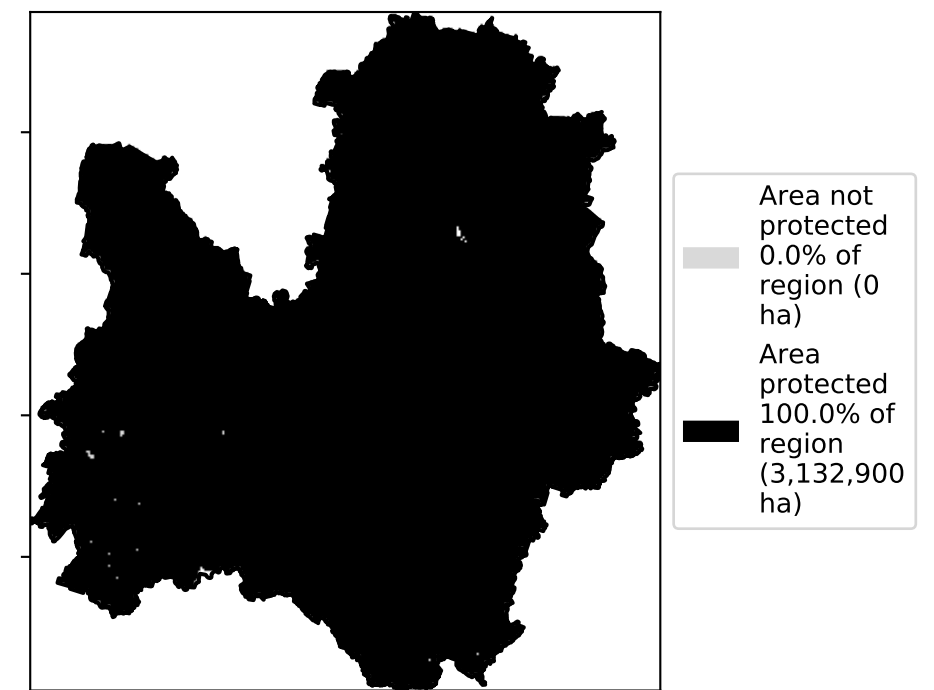 Area not
protected
0.0% of
region (0
ha)
Area
protected
100.0% of
region
(3,132,900
ha)